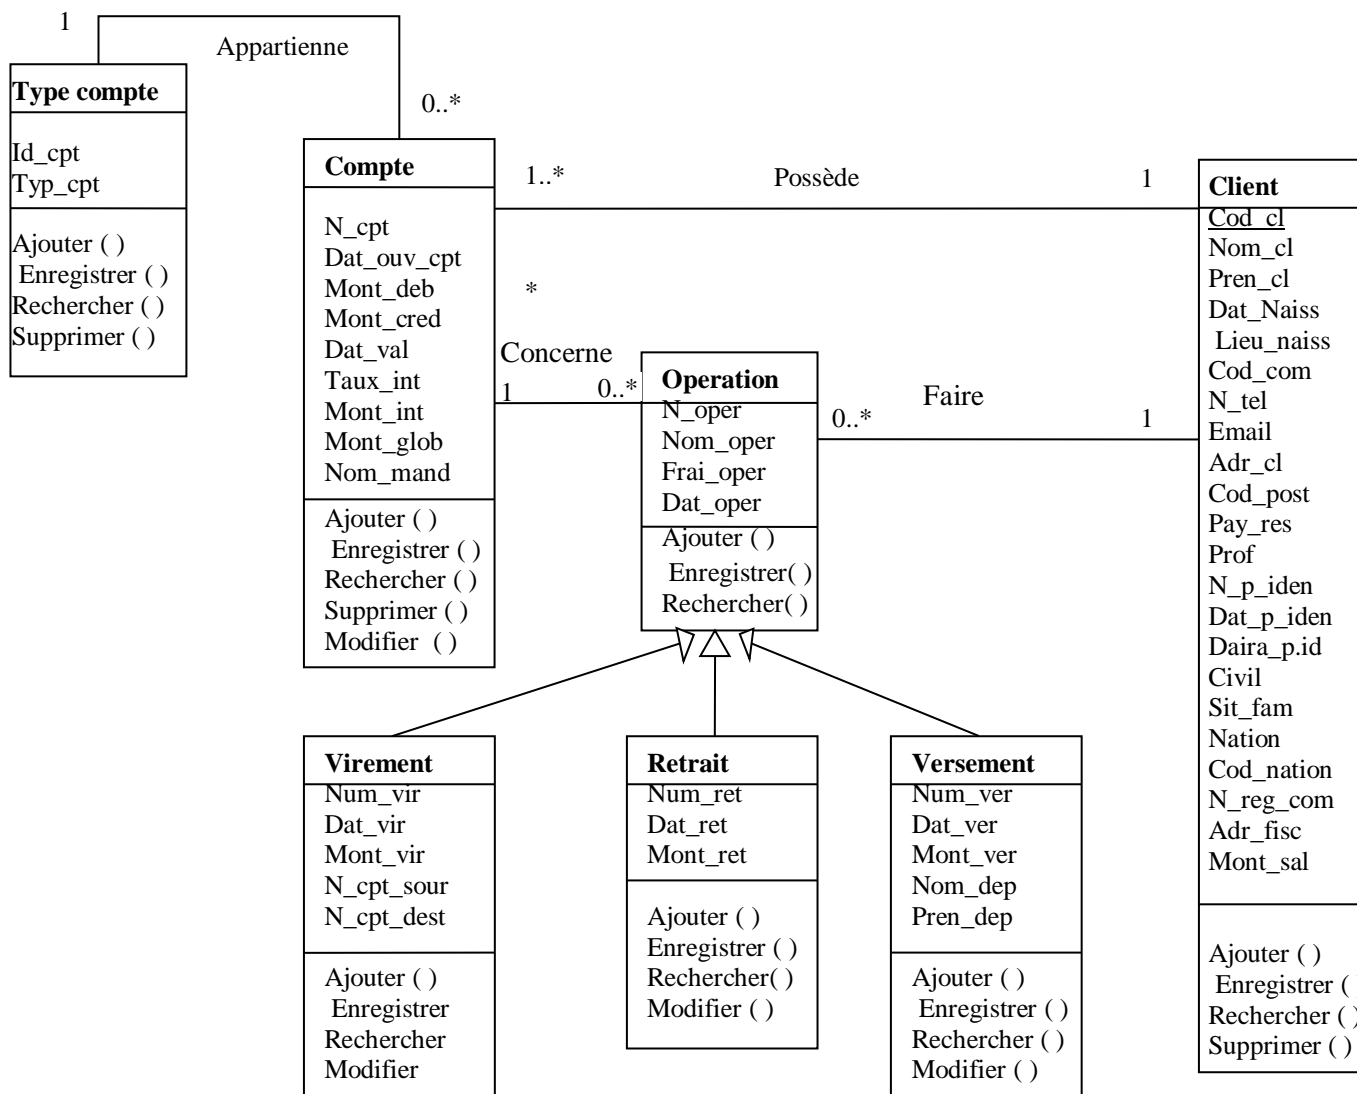 1
Appartienne
Type compte
Id_cpt
Typ_cpt
Ajouter ( )
Enregistrer ( )
Rechercher ( )
Supprimer ( )
0..*
Compte
N_cpt
Dat_ouv_cpt
Mont_deb
Mont_cred
Dat_val
Taux_int
Mont_int
Mont_glob
Nom_mand
Ajouter ( )
Enregistrer ( )
Rechercher ( )
Supprimer ( )
Modifier ( )
1..*
Possède
1
*
Concerne
1
0..*
Operation
N_oper
Nom_oper
Frai_oper
Dat_oper
Ajouter ( )
Enregistrer( )
Rechercher( )
0..*
Faire
1
Client
Cod_cl
Nom_cl
Pren_cl
Dat_Naiss
Lieu_naiss
Cod_com
N_tel
Email
Adr_cl
Cod_post
Pay_res
Prof
N_p_iden
Dat_p_iden
Daira_p.id
Civil
Sit_fam
Nation
Cod_nation
N_reg_com
Adr_fisc
Mont_sal
Ajouter ( )
Enregistrer (
Rechercher ( )
Supprimer ( )
Virement
Num_vir
Dat_vir
Mont_vir
N_cpt_sour
N_cpt_dest
Ajouter ( )
Enregistrer
Rechercher
Modifier
Retrait
Num_ret
Dat_ret
Mont_ret
Ajouter ( )
Enregistrer ( )
Rechercher( )
Modifier ( )
Versement
Num_ver
Dat_ver
Mont_ver
Nom_dep
Pren_dep
Ajouter ( )
Enregistrer ( )
Rechercher ( )
Modifier ( )